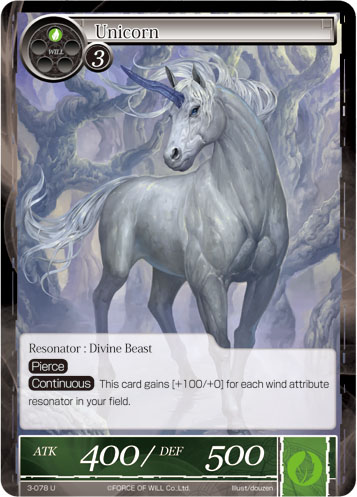 Unicorn
WILL
3
Resonator : Divine Beast
Pierce
Continuous This card gains [+100/+0] for each wind attribute
resonator in your field.
ATK 400 / DEF 500
3-078 U ©FORCE OF WILL Co.,Ltd. Illust/douzen